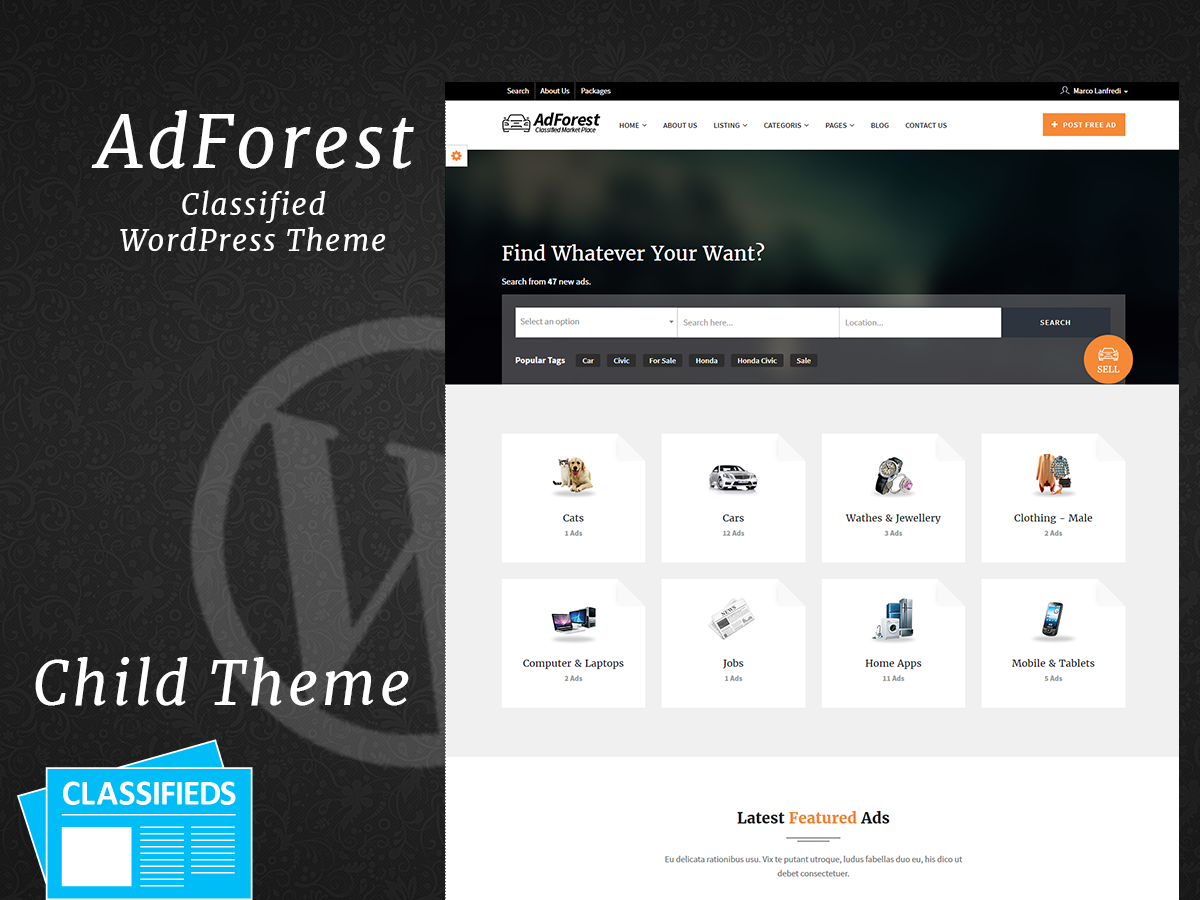 AdForest
Classified
WordPress Theme
Child Theme
CLASSIFIEDS
Search About Us Packages Marco Lanfredi
AdForest
Classified Market Place
HOME ABOUT US LISTING CATEGORIS PAGES BLOG CONTACT US + POST FREE AD
Find Whatever Your Want?
Search from 47 new ads.
Select an option Search here... Location... SEARCH
Popular Tags Car Civic For Sale Honda Honda Civic Sale
SELL
Cats Cars Wathes & Jewellery Clothing - Male
1 Ads 12 Ads 3 Ads 2 Ads
NEWS
Computer & Laptops Jobs Home Apps Mobile & Tablets
2 Ads 1 Ads 11 Ads 5 Ads
Latest Featured Ads
Eu delicata rationibus usu. Vix te putant utroque, ludus fabellas duo eu, his dico ut
debet consectetuer.